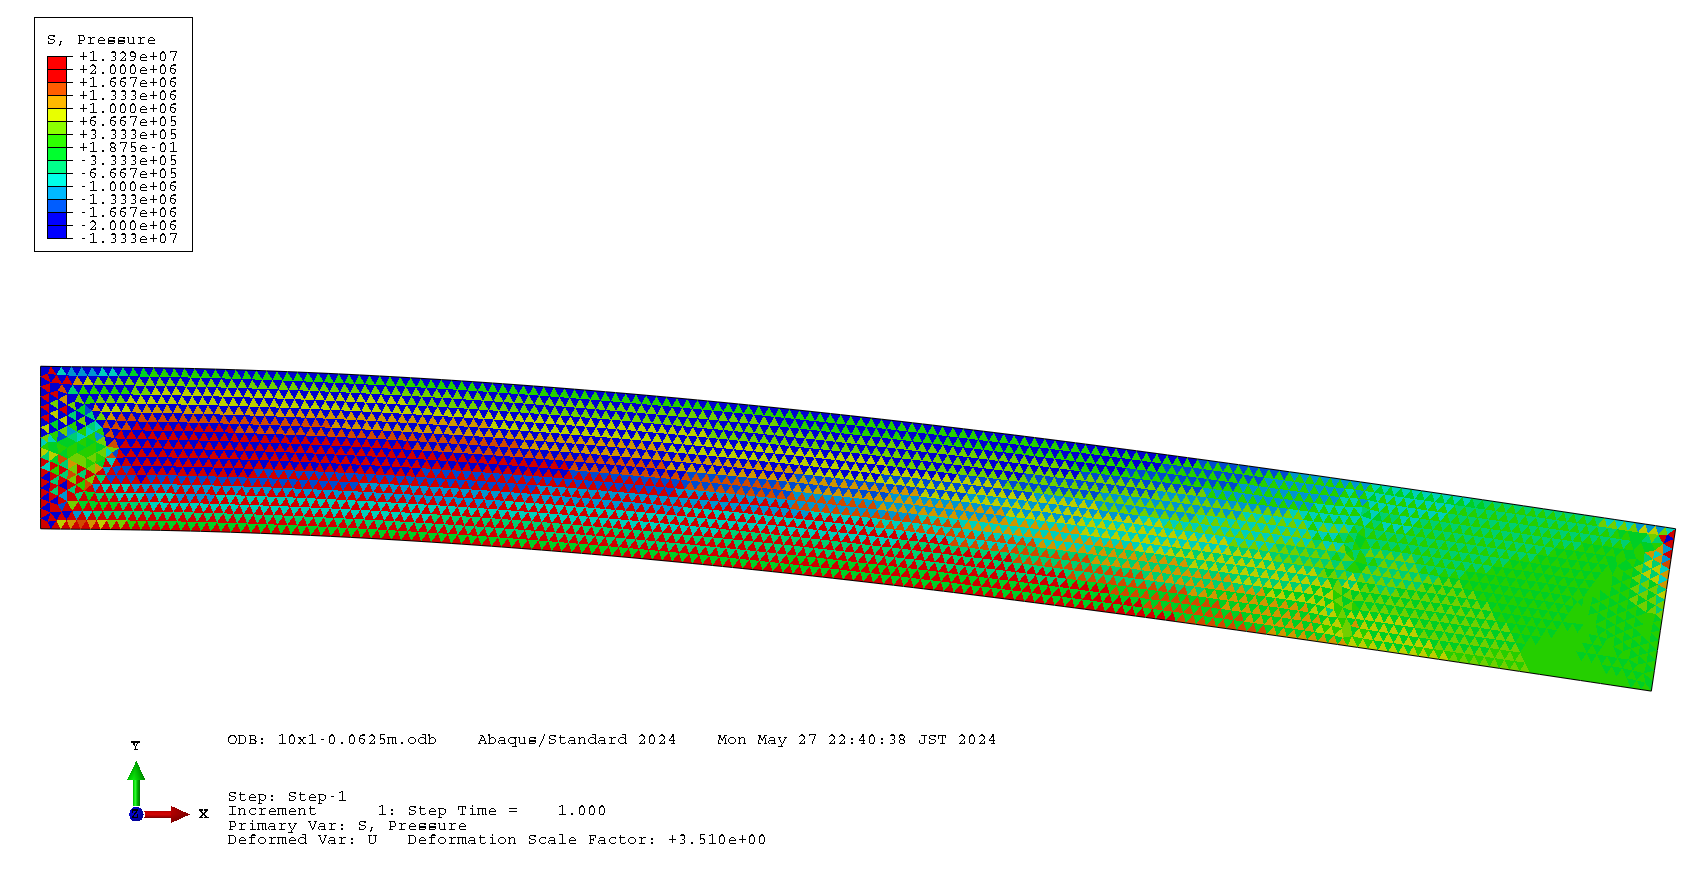 S, Pressure
+1.329e+07
+2.000e+06
+1.667e+06
+1.333e+06
+1.000e+06
+6.667e+05
+3.333e+05
+1.875e-01
-3.333e+05
-6.667e+05
-1.000e+06
-1.333e+06
-1.667e+06
-2.000e+06
-1.333e+07
Y
X
ODB: 10x1-0.0625m.odb Abaqus/Standard 2024 Mon May 27 22:40:38 JST 2024
Step: Step-1
Increment 1: Step Time = 1.000
Primary Var: S, Pressure
Deformed Var: U Deformation Scale Factor: +3.510e+00